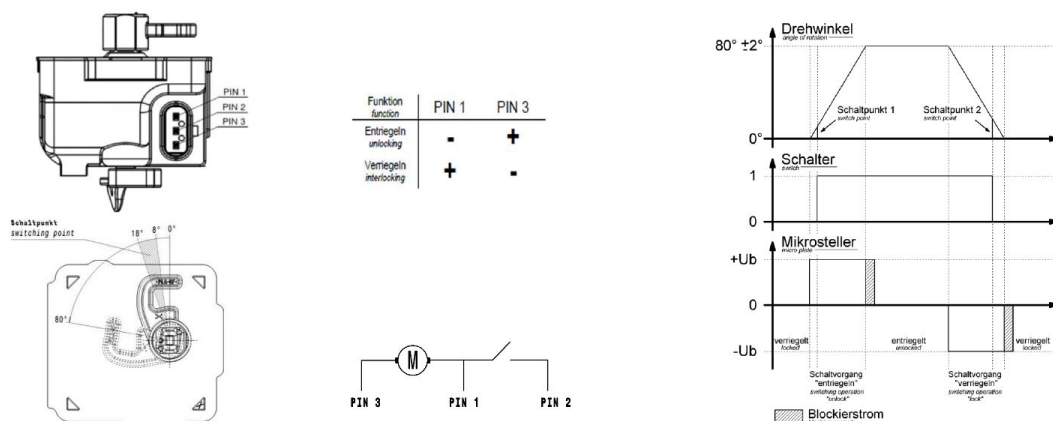 PIN 1
PIN 2
PIN 3
Schaltpunkt
switching point
18° 8° 0°
80°
Funktion PIN 1 PIN 3
function
Entriegeln - +
unlocking
Verriegeln + -
interlocking
M
PIN 3 PIN 1 PIN 2
Drehwinkel
angle of rotation
80° ±2°
Schaltpunkt 1
switch point
Schaltpunkt 2
switch point
0°
Schalter
switch
1
0
Mikrosteller
micro plate
+Ub
0
-Ub
verriegelt
locked
entriegelt
unlocked
verriegelt
locked
Schaltvorgang
"entriegeln"
switching operation
"unlock"
Schaltvorgang
"verriegeln"
switching operation
"lock"
Blockierstrom